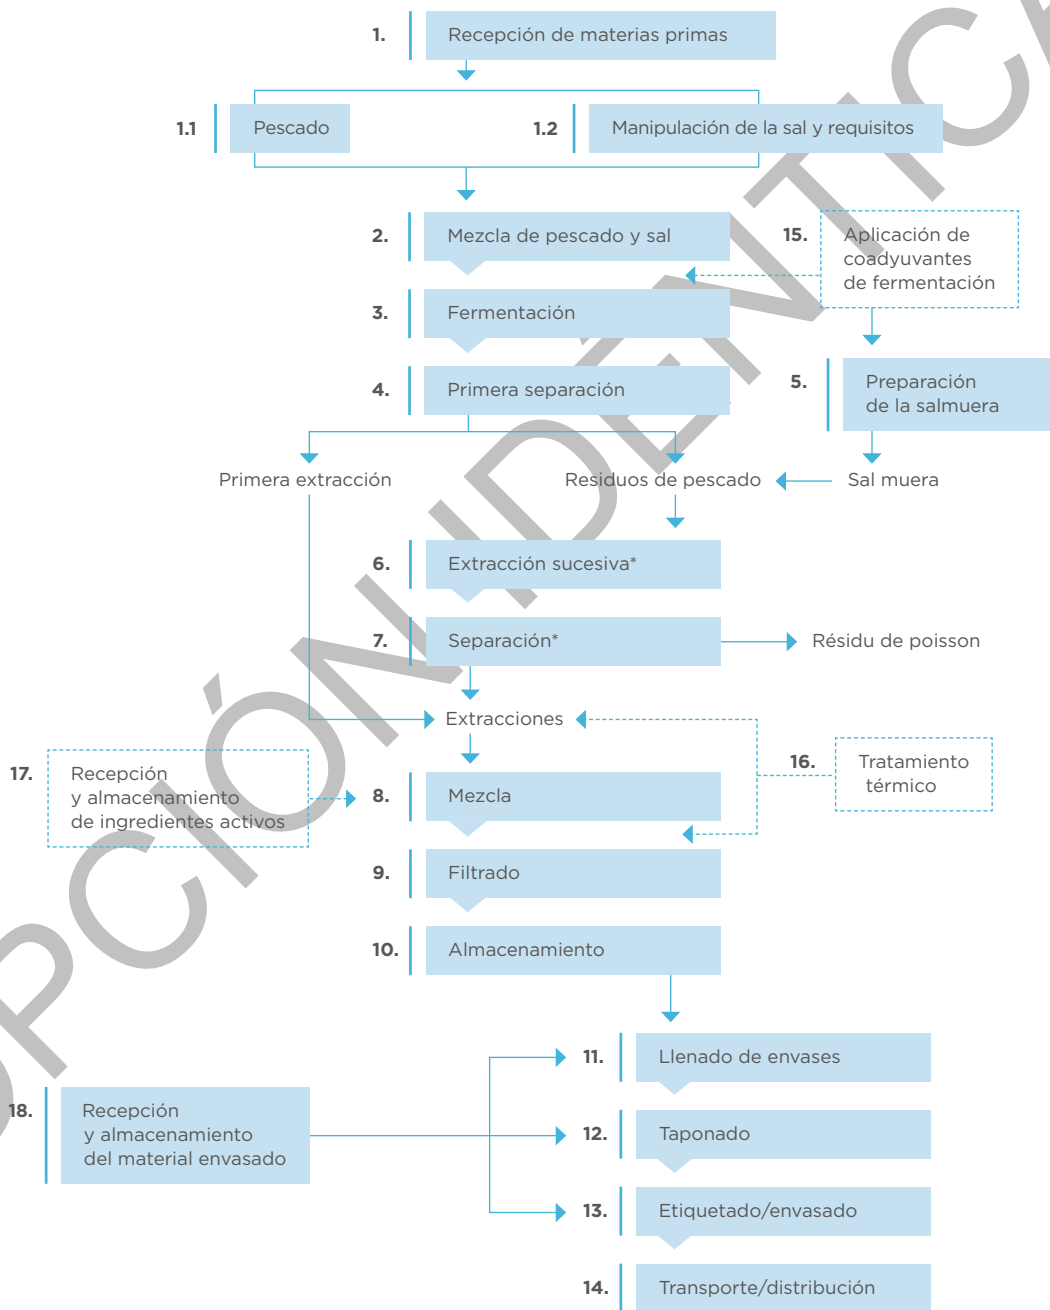 1. Recepción de materias primas
1.1 Pescado
1.2 Manipulación de la sal y requisitos
2. Mezcla de pescado y sal
15. Aplicación de
coadyuvantes
de fermentación
3. Fermentación
4. Primera separación
5. Preparación
de la salmuera
Primera extracción
Residuos de pescado
Sal muera
6. Extracción sucesiva*
7. Separación*
Résidu de poisson
Extracciones
16. Tratamiento
térmico
17. Recepción
y almacenamiento
de ingredientes activos
8. Mezcla
9. Filtrado
10. Almacenamiento
11. Llenado de envases
18. Recepción
y almacenamiento
del material envasado
12. Taponado
13. Etiquetado/envasado
14. Transporte/distribución
OPCIÓN IDÉNTICA